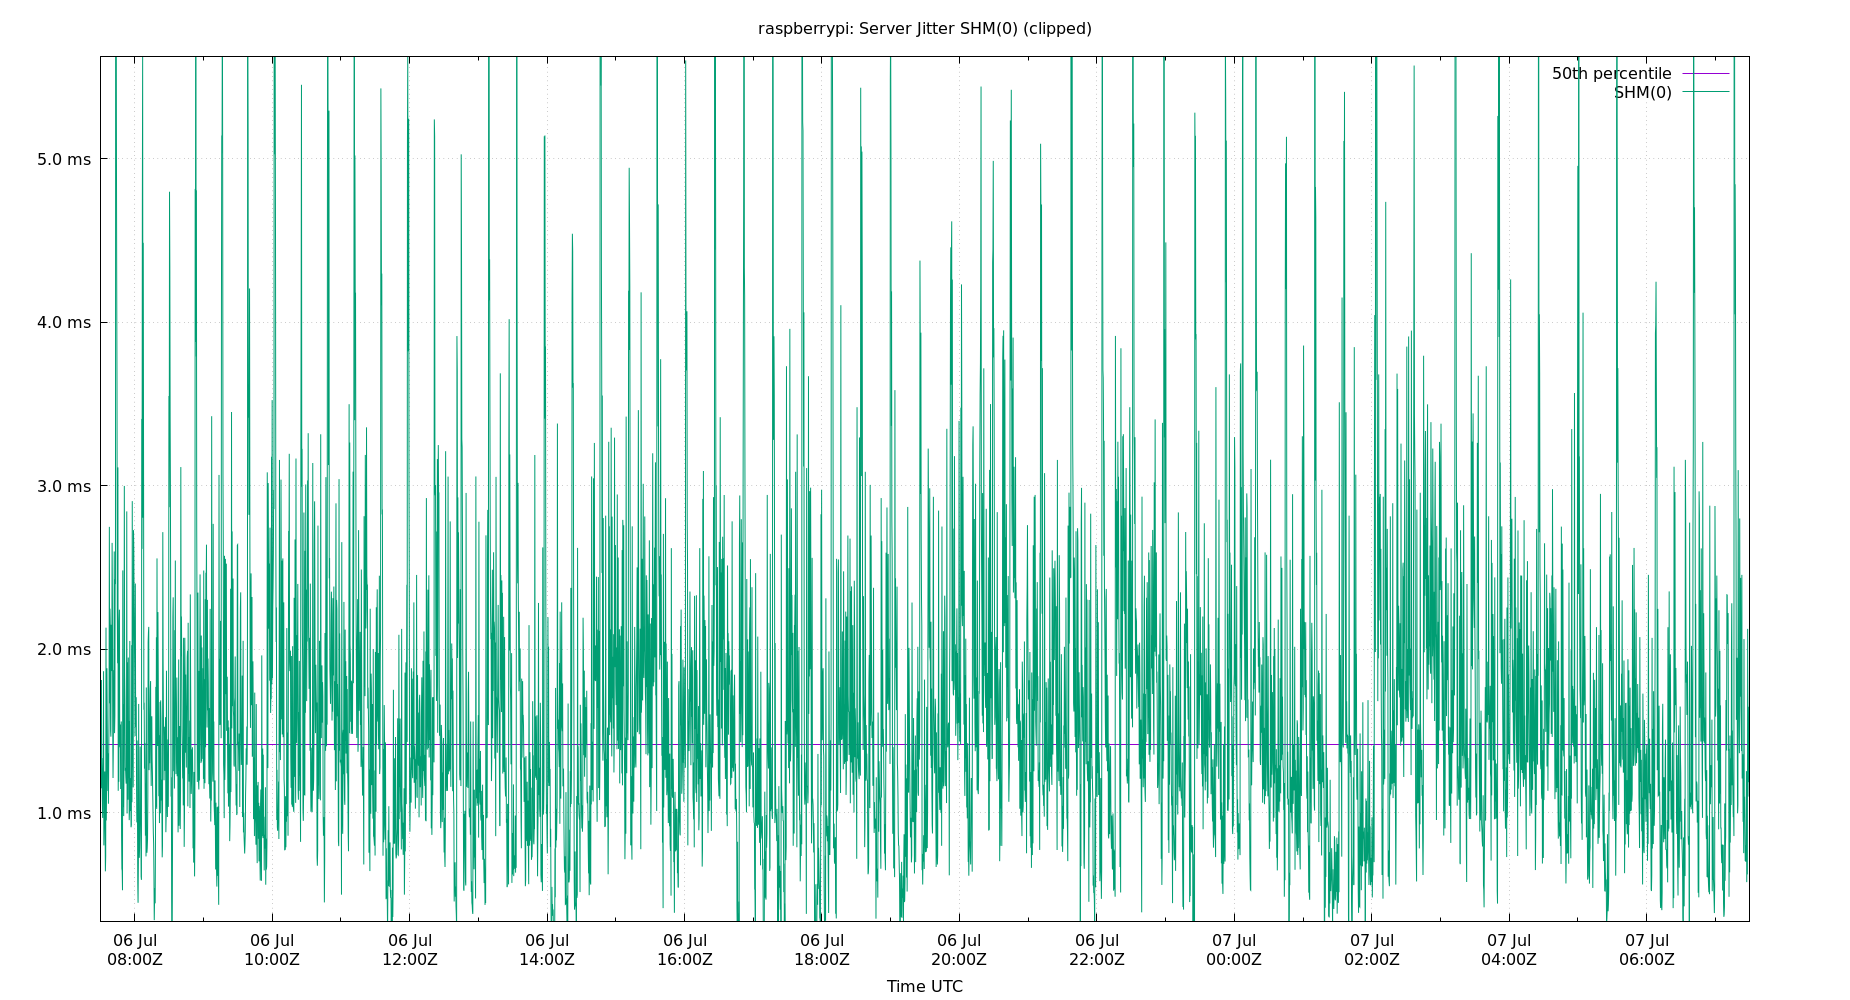 raspberrypi: Server Jitter SHM(0) (clipped)
50th percentile
SHM(0)
5.0 ms
4.0 ms
3.0 ms
2.0 ms
1.0 ms
06 Jul 06 Jul 06 Jul 06 Jul 06 Jul 06 Jul 06 Jul 06 Jul 07 Jul 07 Jul 07 Jul 07 Jul
08:00Z 10:00Z 12:00Z 14:00Z 16:00Z 18:00Z 20:00Z 22:00Z 00:00Z 02:00Z 04:00Z 06:00Z
Time UTC